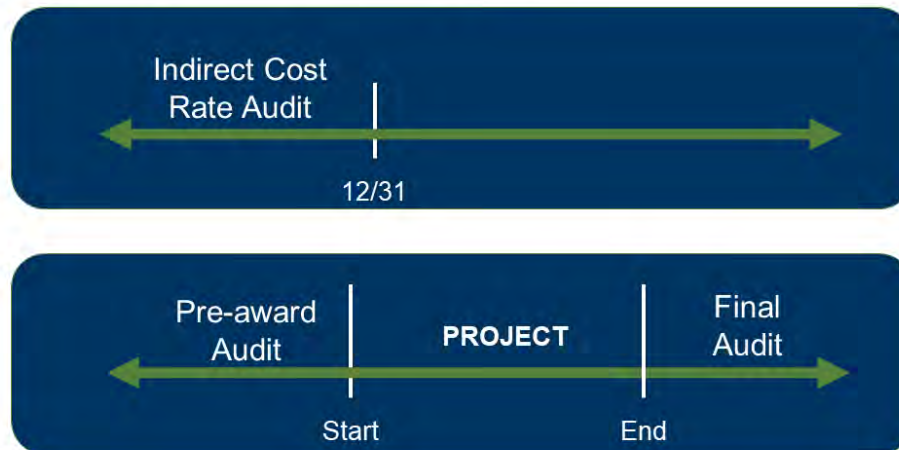 Indirect Cost
Rate Audit
12/31
Pre-award
Audit
PROJECT
Final
Audit
Start
End